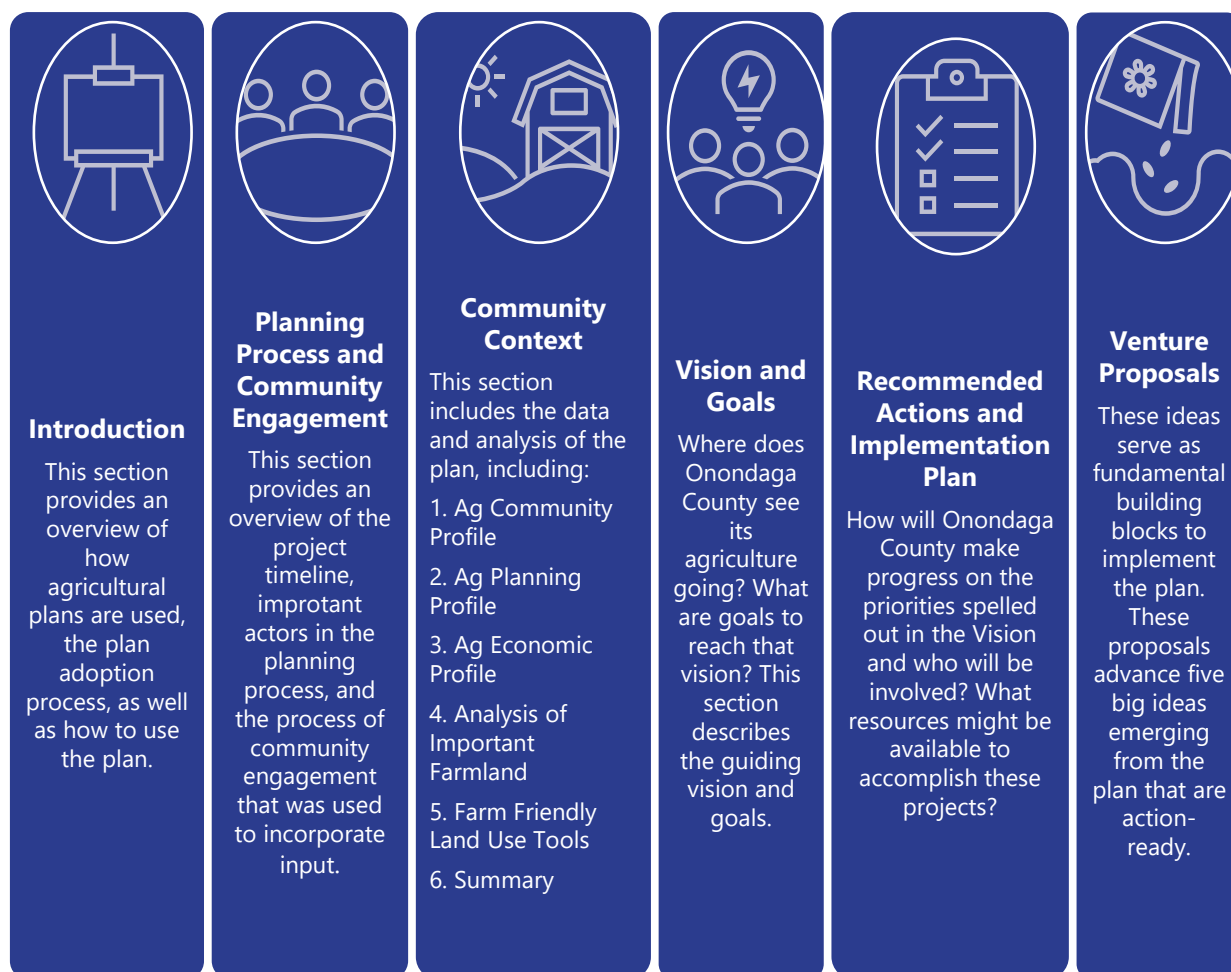 Introduction
This section
provides an
overview of
how
agricultural
plans are used,
the plan
adoption
process, as well
as how to use
the plan.
Planning
Process and
Community
Engagement
This section
provides an
overview of the
project
timeline,
improtant
actors in the
planning
process, and
the process of
community
engagement
that was used
to incorporate
input.
Community
Context
This section
includes the data
and analysis of the
plan, including:
1. Ag Community
Profile
2. Ag Planning
Profile
3. Ag Economic
Profile
4. Analysis of
Important
Farmland
5. Farm Friendly
Land Use Tools
6. Summary
Vision and
Goals
Where does
Onondaga
County see
its
agriculture
going? What
are goals to
reach that
vision? This
section
describes
the guiding
vision and
goals.
Recommended
Actions and
Implementation
Plan
How will Onondaga
County make
progress on the
priorities spelled
out in the Vision
and who will be
involved? What
resources might be
available to
accomplish these
projects?
Venture
Proposals
These ideas
serve as
fundamental
building
blocks to
implement
the plan.
These
proposals
advance five
big ideas
emerging
from the
plan that are
action-
ready.